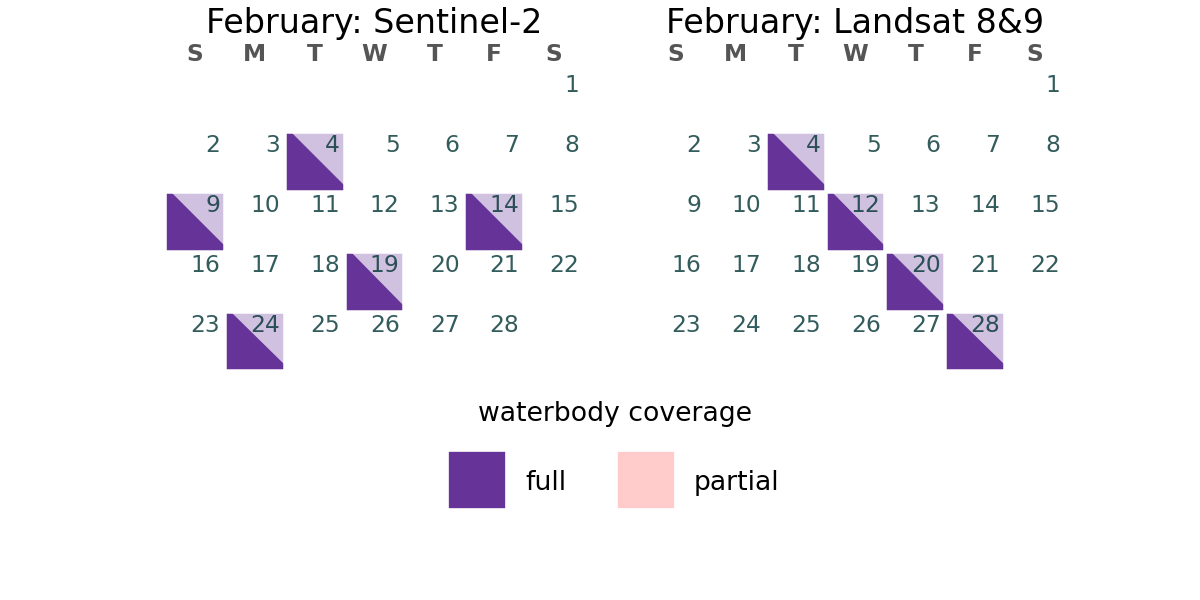 February: Sentinel-2
S M T W T F S
1
2 3 4 5 6 7 8
9 10 11 12 13 14 15
16 17 18 19 20 21 22
23 24 25 26 27 28
February: Landsat 8&9
S M T W T F S
1
2 3 4 5 6 7 8
9 10 11 12 13 14 15
16 17 18 19 20 21 22
23 24 25 26 27 28
waterbody coverage
full partial